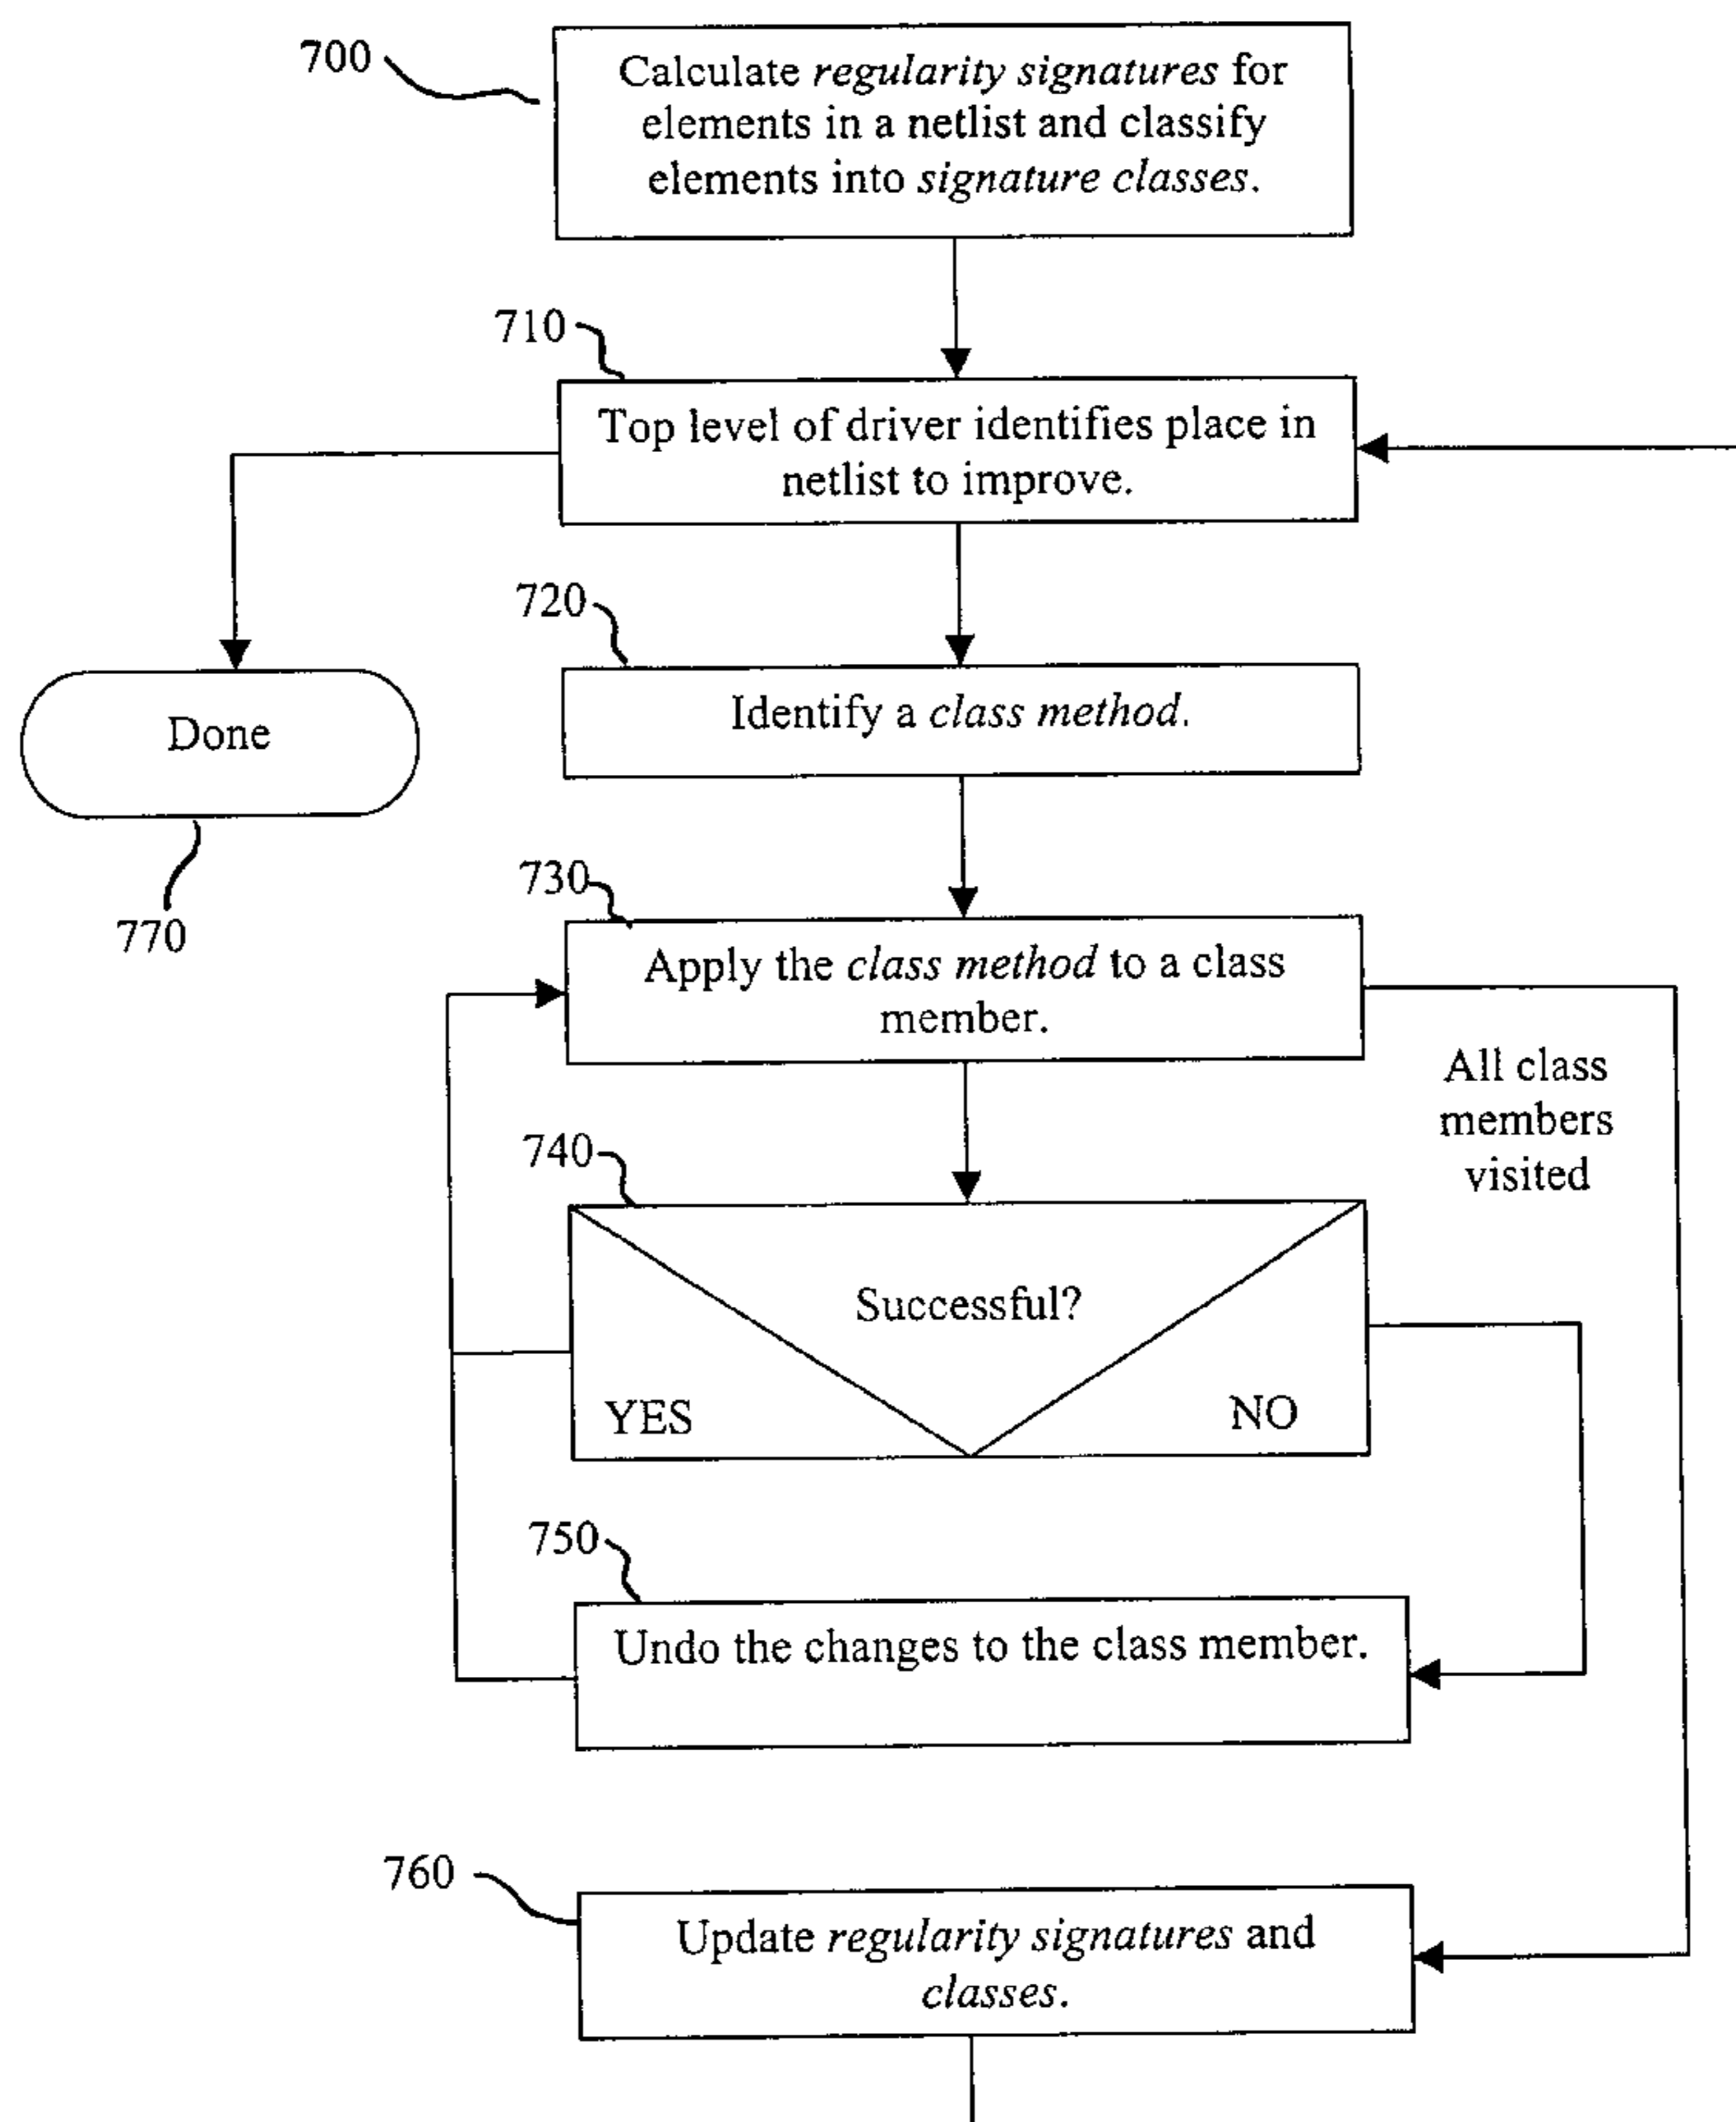 700
Calculate regularity signatures for
elements in a netlist and classify
elements into signature classes.
710
Top level of driver identifies place in
netlist to improve.
720
Identify a class method.
Done
770
730
Apply the class method to a class
member.
All class
members
visited
740
Successful?
YES
NO
750
Undo the changes to the class member.
760
Update regularity signatures and
classes.